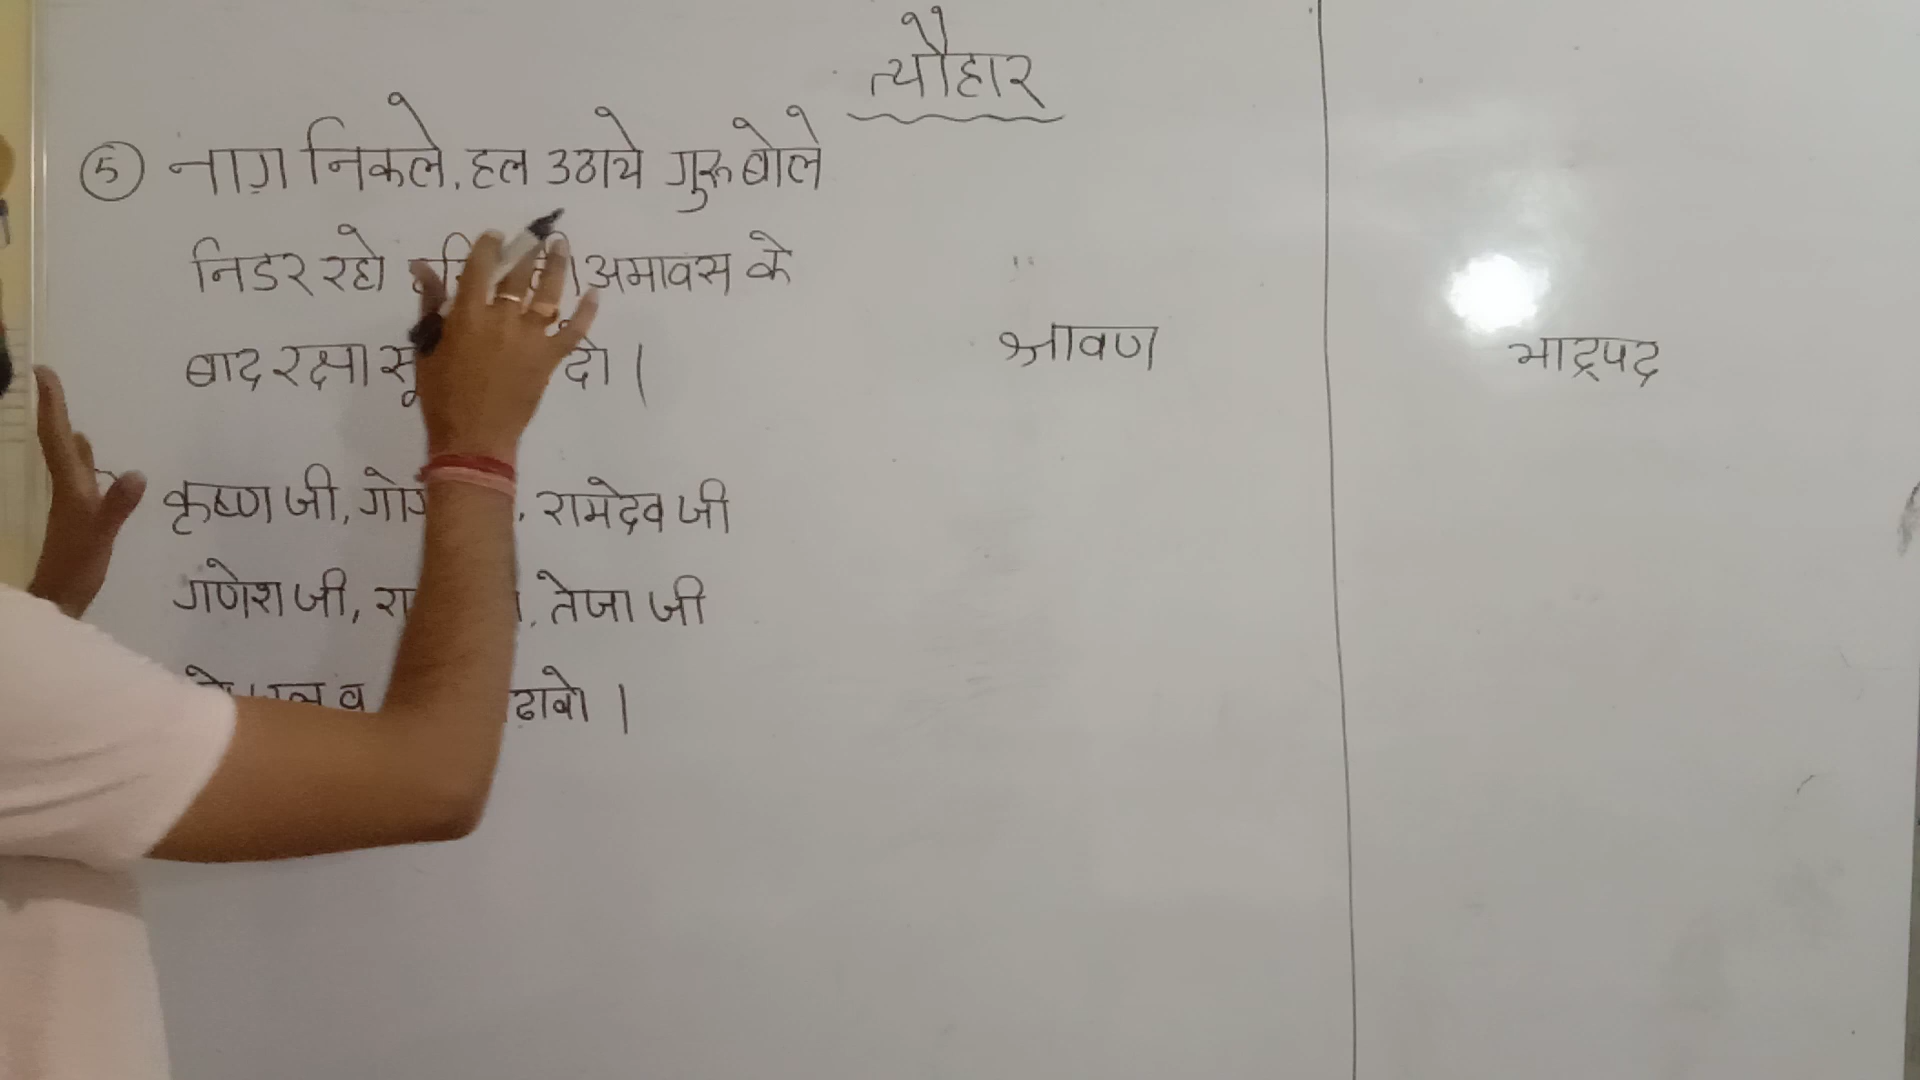 त्यौहार
⑤ नाग निकले, हल उठाये गुरू बोले
निडर रहो अमावस के
बाद रक्षा दो ।
श्रावण
भाद्रपद
कृष्ण जी, रामदेव जी
गणेश जी, तेजा जी
व